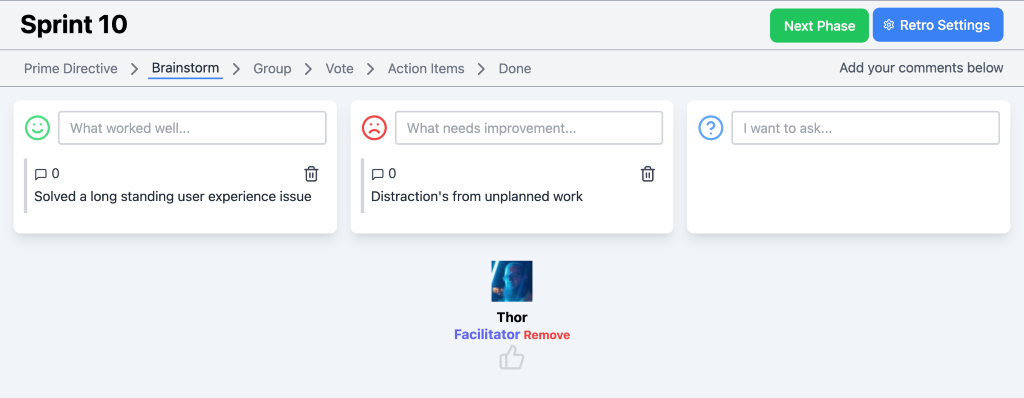 Sprint 10
Next Phase
Retro Settings
Prime Directive > Brainstorm > Group > Vote > Action Items > Done
Add your comments below
What worked well...
What needs improvement...
I want to ask...
0
Solved a long standing user experience issue
0
Distraction's from unplanned work
Thor
Facilitator Remove